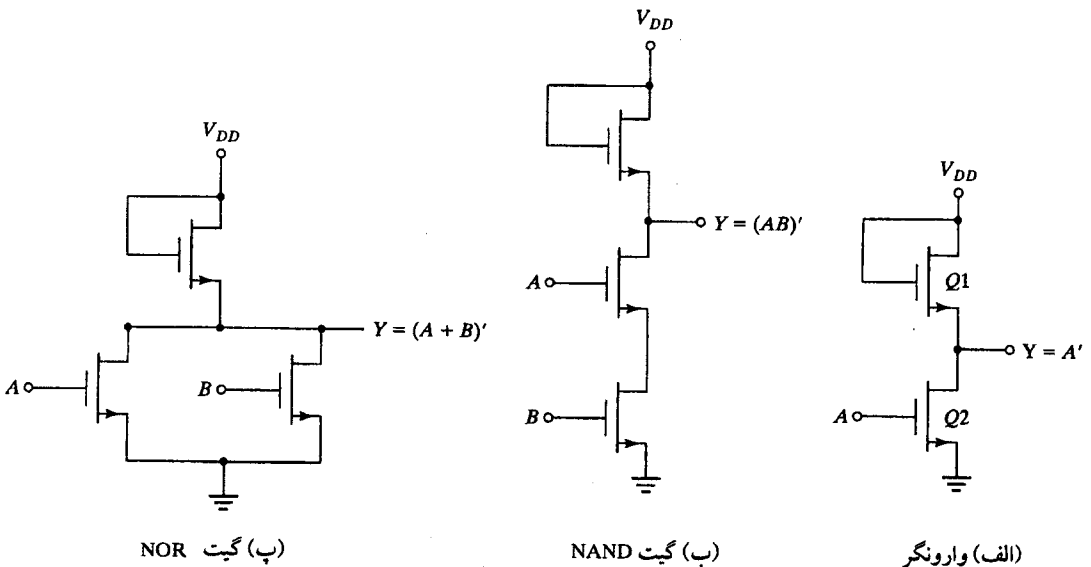 V_DD
V_DD
V_DD
Y = (AB)'
Q1
Y = (A + B)'
Y = A'
A
A
B
B
A
Q2
(الف) وارونگر
(ب) گیت NAND
(پ) گیت NOR